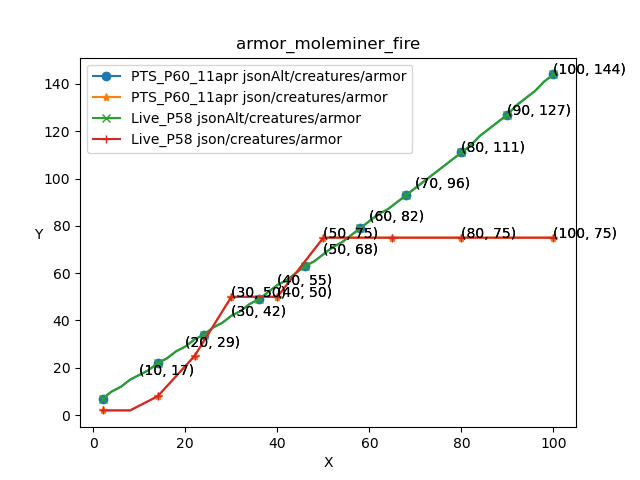 armor_moleminer_fire
PTS_P60_11apr jsonAlt/creatures/armor
PTS_P60_11apr json/creatures/armor
Live_P58 jsonAlt/creatures/armor
Live_P58 json/creatures/armor
(100, 144)
(90, 127)
(80, 111)
(70, 96)
(60, 82)
(50, 75)
(80, 75)
(100, 75)
(50, 68)
(40, 55)
(30, 50)
(40, 50)
(30, 42)
(20, 29)
(10, 17)
Y
140
120
100
80
60
40
20
0
0 20 40 60 80 100
X